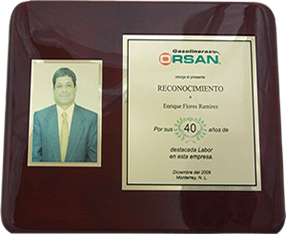 Gasolineras
ORSAN
otorga el presente
RECONOCIMIENTO
a
Enrique Flores Ramirez
Por sus 40 años de
destacada Labor
en esta empresa.
Diciembre del 2009
Monterrey, N. L.